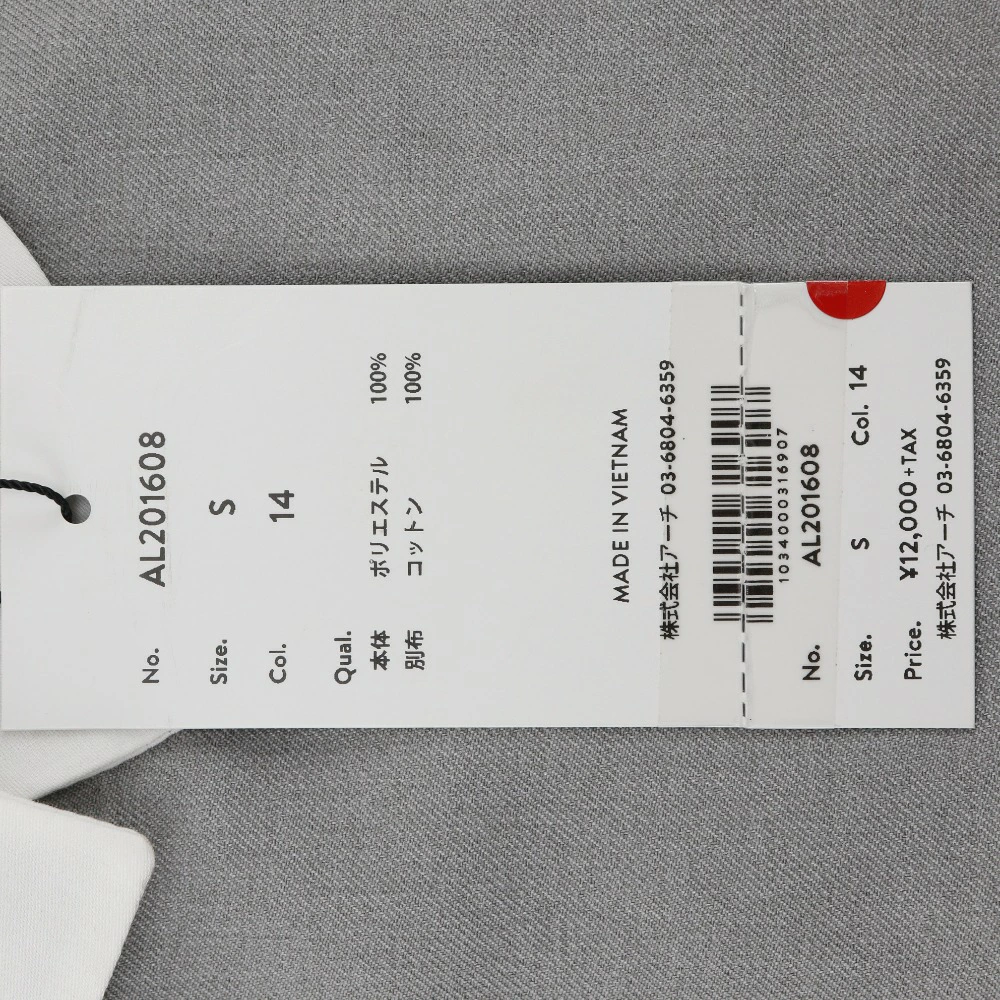 No. AL201608
Size. S
Col. 14
Qual.
本体 ポリエステル 100%
別布 コットン 100%
MADE IN VIETNAM
株式会社アーチ 03-6804-6359
1034000316907
No. AL201608
Size. S Col. 14
Price. ¥12,000+TAX
株式会社アーチ 03-6804-6359